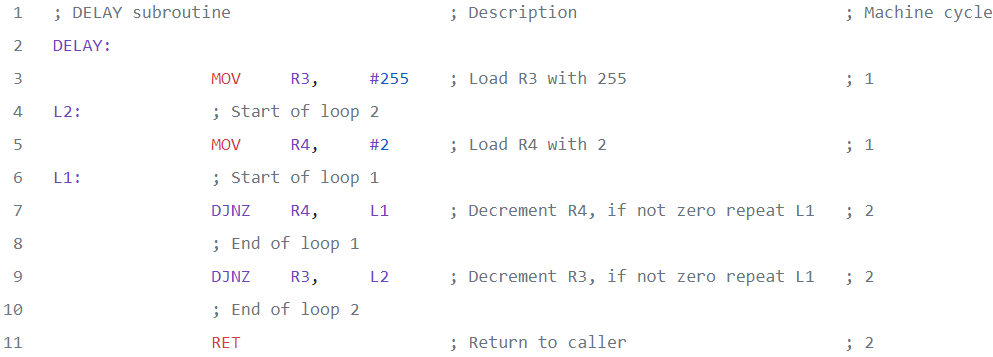 1 ; DELAY subroutine ; Description ; Machine cycle
2 DELAY:
3 MOV R3, #255 ; Load R3 with 255 ; 1
4 L2: ; Start of loop 2
5 MOV R4, #2 ; Load R4 with 2 ; 1
6 L1: ; Start of loop 1
7 DJNZ R4, L1 ; Decrement R4, if not zero repeat L1 ; 2
8 ; End of loop 1
9 DJNZ R3, L2 ; Decrement R3, if not zero repeat L1 ; 2
10 ; End of loop 2
11 RET ; Return to caller ; 2